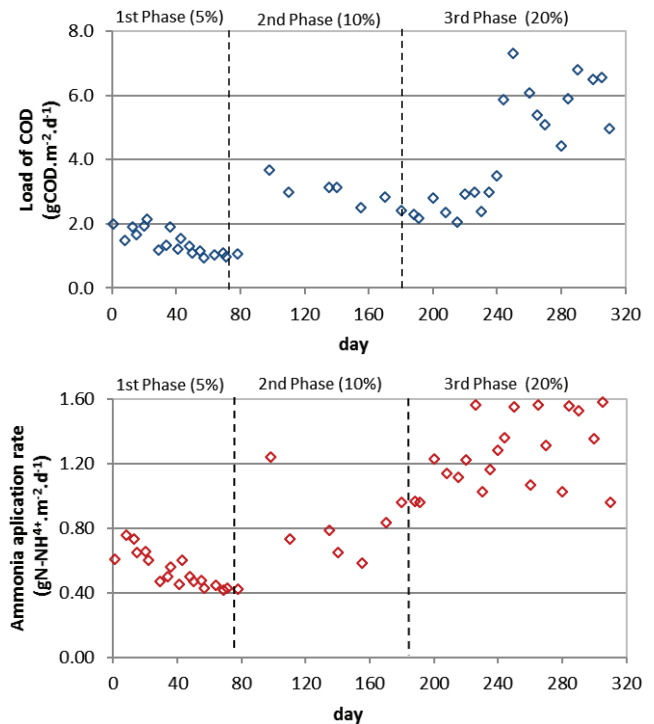 1st Phase (5%) 2nd Phase (10%) 3rd Phase (20%)
8.0
6.0
4.0
2.0
0.0
Load of COD
(gCOD.m-2.d-1)
0 40 80 120 160 200 240 280 320
day
1st Phase (5%) 2nd Phase (10%) 3rd Phase (20%)
1.60
1.20
0.80
0.40
0.00
Ammonia aplication rate
(gN-NH4+.m-2.d-1)
0 40 80 120 160 200 240 280 320
day